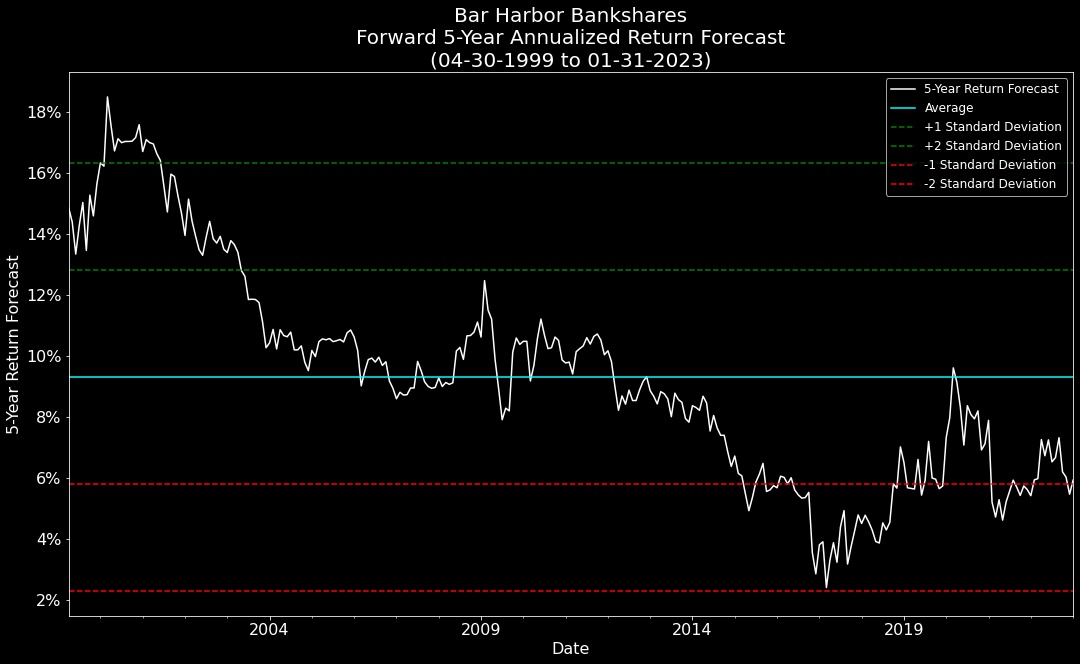 Bar Harbor Bankshares
Forward 5-Year Annualized Return Forecast
(04-30-1999 to 01-31-2023)
5-Year Return Forecast
Average
+1 Standard Deviation
+2 Standard Deviation
-1 Standard Deviation
-2 Standard Deviation
5-Year Return Forecast
18%
16%
14%
12%
10%
8%
6%
4%
2%
2004
2009
2014
2019
Date